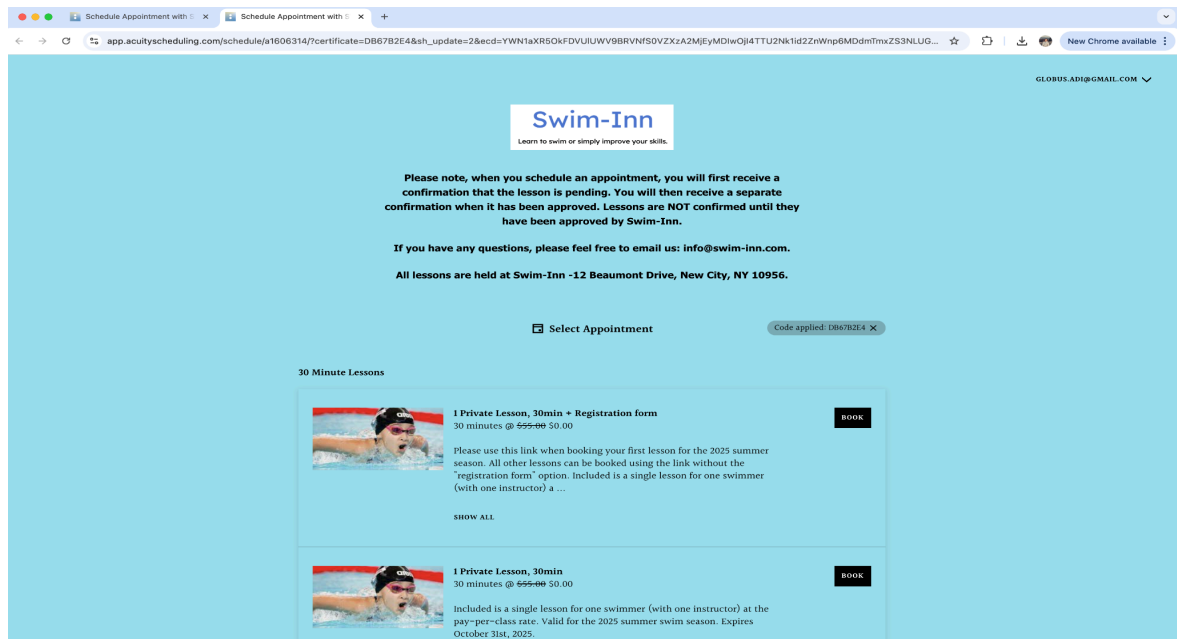 Schedule Appointment with S
Schedule Appointment with S
app.acuityscheduling.com/schedule/a1606314/?certificate=DB67B2E4&sh_update=2&ecd=
New Chrome available
GLOBUS.ADI@GMAIL.COM
Swim-Inn
Learn to swim or simply improve your skills.
Please note, when you schedule an appointment, you will first receive a
confirmation that the lesson is pending. You will then receive a separate
confirmation when it has been approved. Lessons are NOT confirmed until they
have been approved by Swim-Inn.
If you have any questions, please feel free to email us: info@swim-inn.com.
All lessons are held at Swim-Inn -12 Beaumont Drive, New City, NY 10956.
Select Appointment
Code applied: DB67B2E4
30 Minute Lessons
1 Private Lesson, 30min + Registration form
BOOK
30 minutes @ $55.00 $0.00
Please use this link when booking your first lesson for the 2025 summer
season. All other lessons can be booked using the link without the
"registration form" option. Included is a single lesson for one swimmer
(with one instructor) a ...
SHOW ALL
1 Private Lesson, 30min
BOOK
30 minutes @ $55.00 $0.00
Included is a single lesson for one swimmer (with one instructor) at the
pay-per-class rate. Valid for the 2025 summer swim season. Expires
October 31st, 2025.